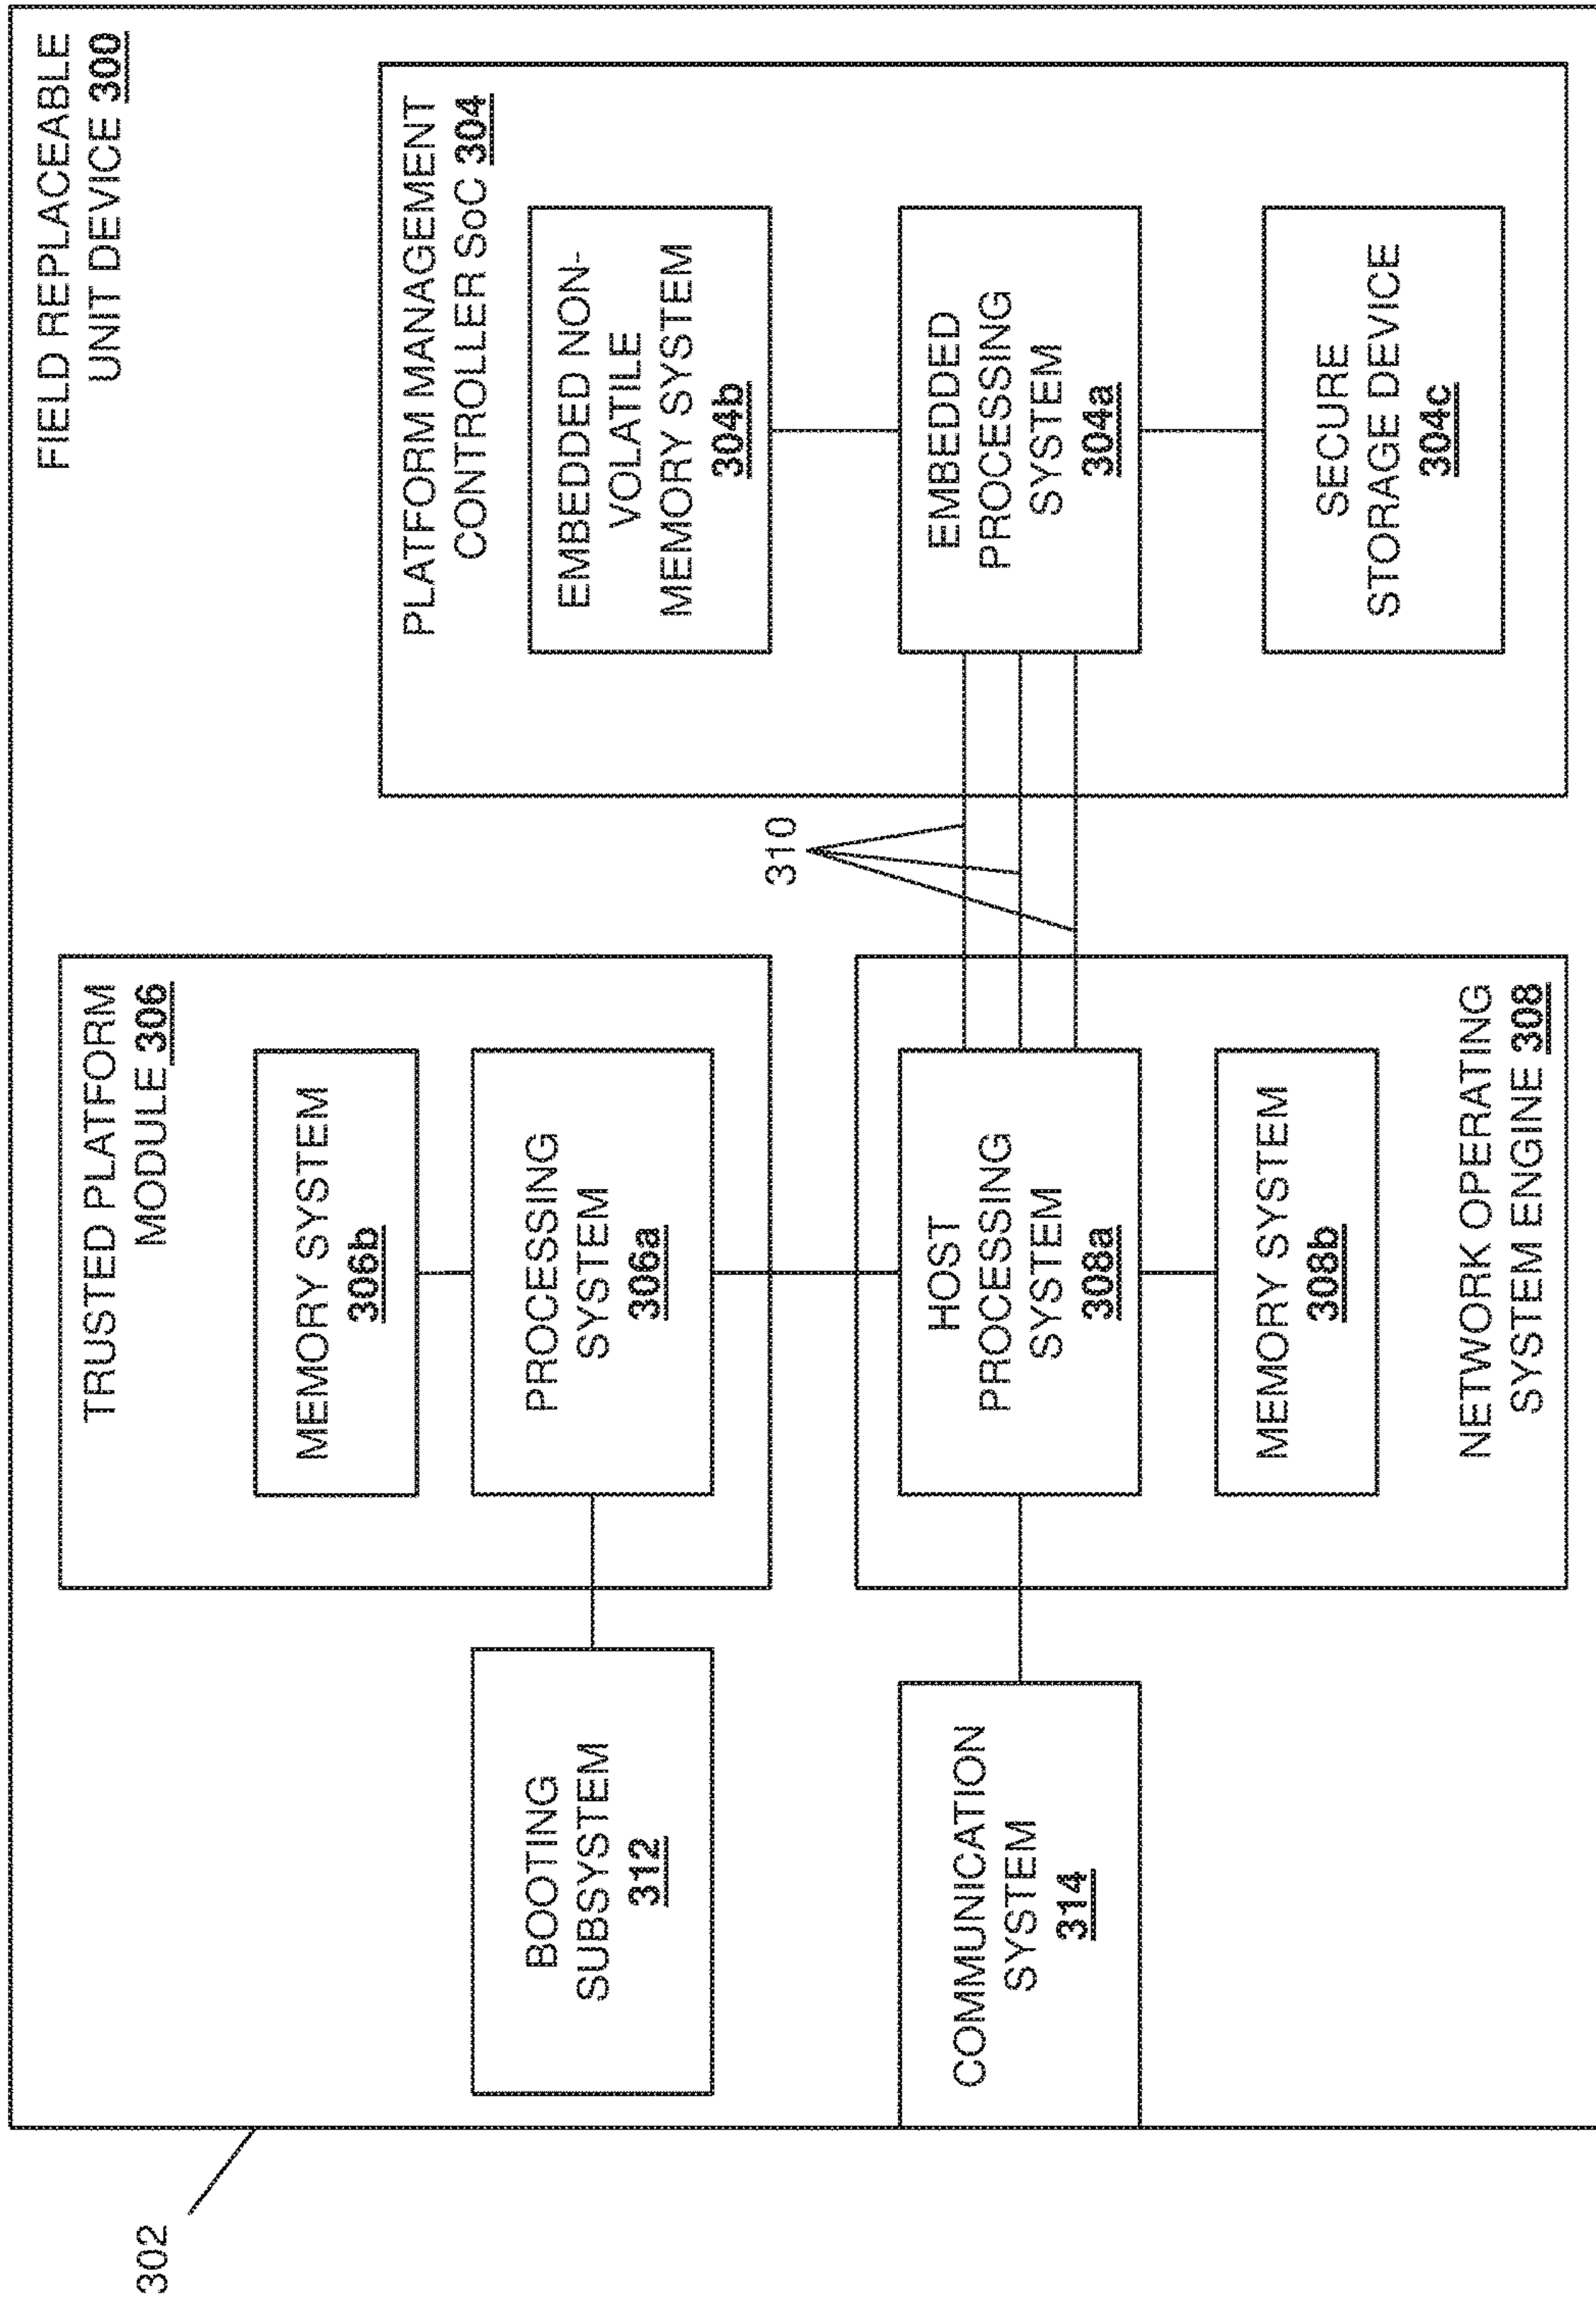 FIELD REPLACEABLE
UNIT DEVICE 300
302
TRUSTED PLATFORM
MODULE 306
MEMORY SYSTEM
306b
PROCESSING
SYSTEM
306a
BOOTING
SUBSYSTEM
312
COMMUNICATION
SYSTEM
314
HOST
PROCESSING
SYSTEM
308a
MEMORY SYSTEM
308b
NETWORK OPERATING
SYSTEM ENGINE 308
310
PLATFORM MANAGEMENT
CONTROLLER SoC 304
EMBEDDED NON-
VOLATILE
MEMORY SYSTEM
304b
EMBEDDED
PROCESSING
SYSTEM
304a
SECURE
STORAGE DEVICE
304c